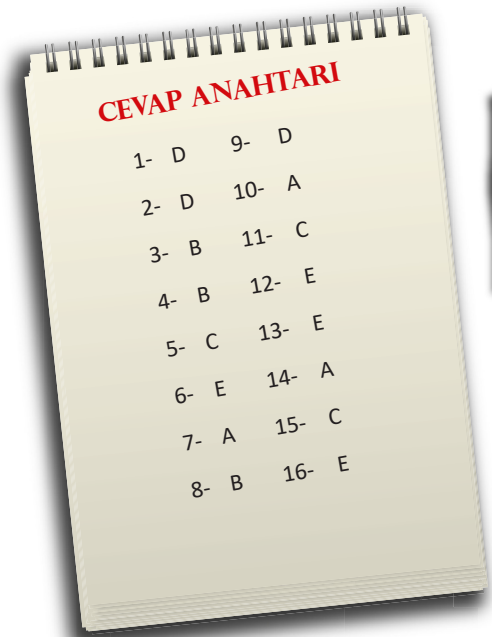 CEVAP ANAHTARI
1- D 9- D
2- D 10- A
3- B 11- C
4- B 12- E
5- C 13- E
6- E 14- A
7- A 15- C
8- B 16- E